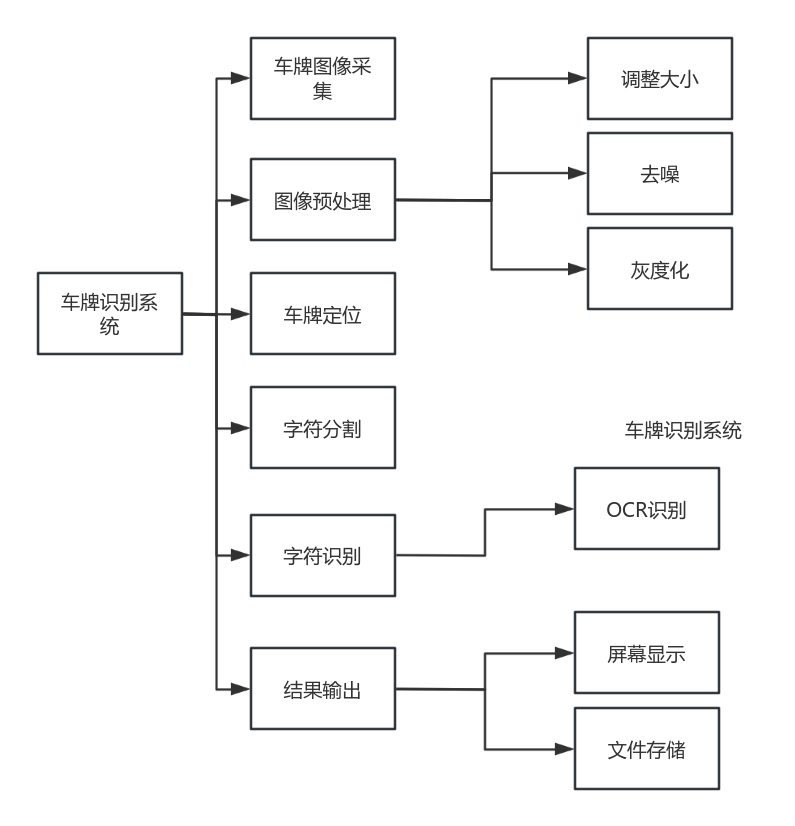 车牌图像采
集
调整大小
图像预处理
去噪
灰度化
车牌识别系
统
车牌定位
字符分割
车牌识别系统
OCR识别
字符识别
屏幕显示
结果输出
文件存储